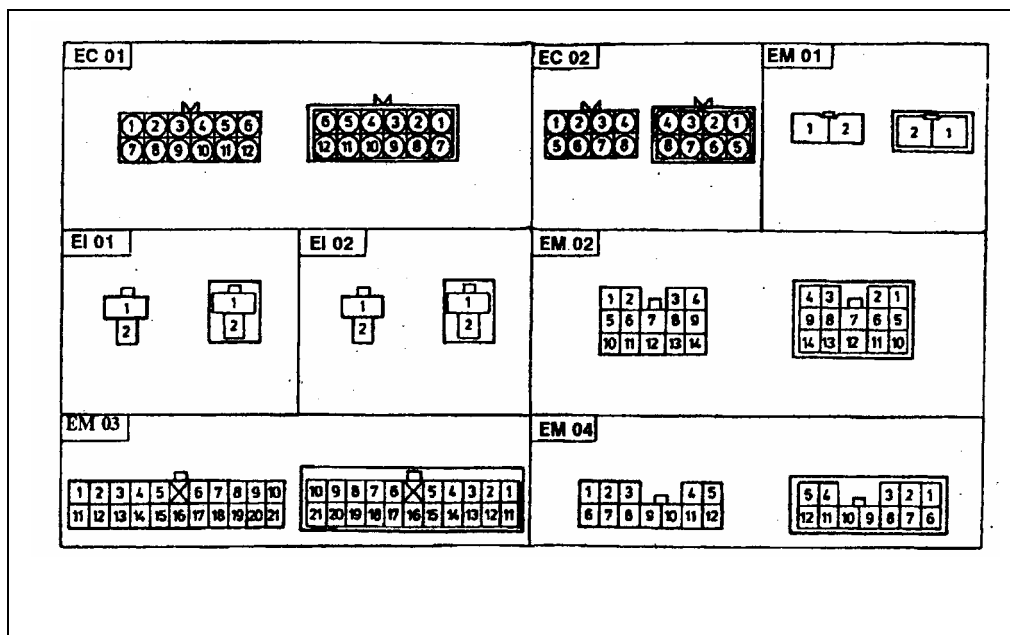 EC 01
EC 02
EM 01
1 2 3 4 5 6
7 8 9 10 11 12
6 5 4 3 2 1
12 11 10 9 8 7
1 2 3 4
5 6 7 8
4 3 2 1
8 7 6 5
1 2
2 1
EI 01
EI 02
EM 02
1
2
1
2
1
2
1
2
1 2 3 4
5 6 7 8 9
10 11 12 13 14
4 3 2 1
9 8 7 6 5
14 13 12 11 10
EM 03
EM 04
1 2 3 4 5 6 7 8 9 10
11 12 13 14 15 16 17 18 19 20 21
10 9 8 7 6 5 4 3 2 1
21 20 19 18 17 16 15 14 13 12 11
1 2 3 4 5
6 7 8 9 10 11 12
5 4 3 2 1
12 11 10 9 8 7 6